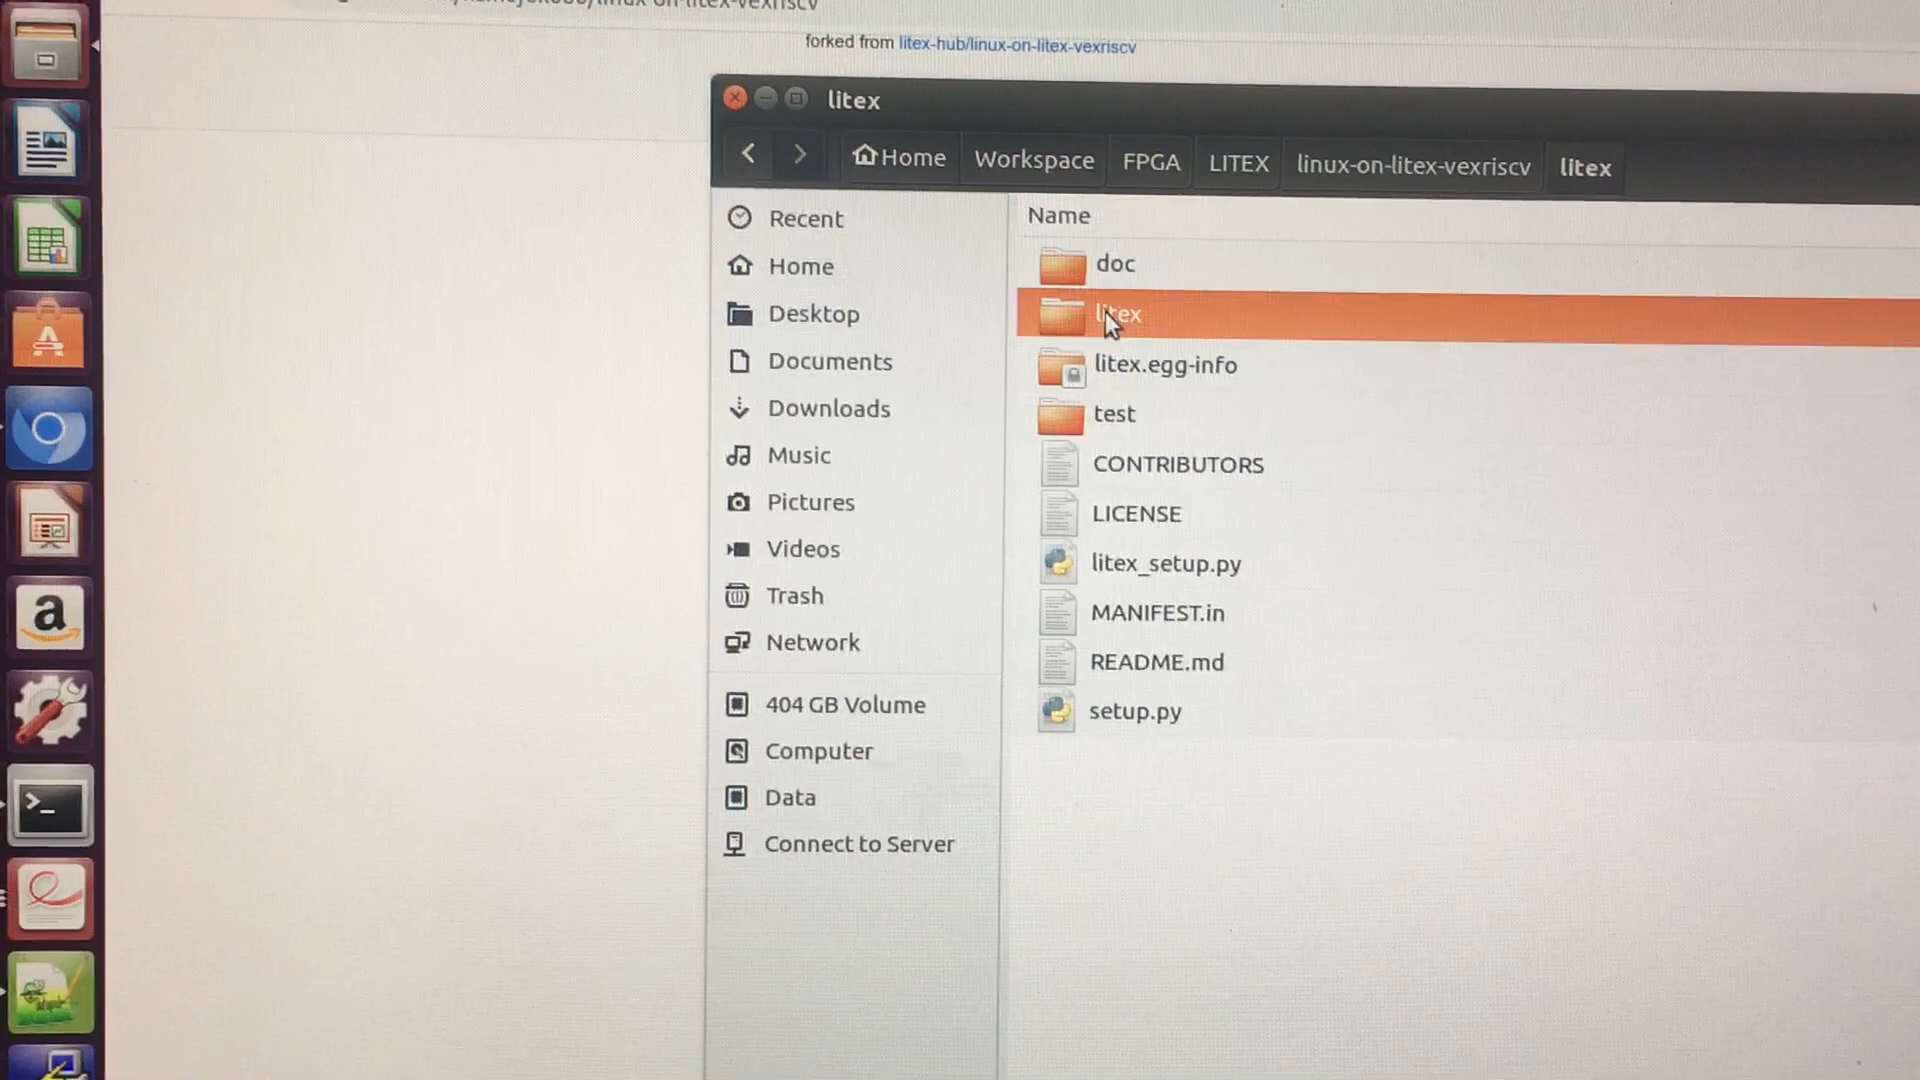 forked from litex-hub/linux-on-litex-vexriscv
litex
Home Workspace FPGA LITEX linux-on-litex-vexriscv litex
Recent
Home
Desktop
Documents
Downloads
Music
Pictures
Videos
Trash
Network
404 GB Volume
Computer
Data
Connect to Server
Name
doc
litex
litex.egg-info
test
CONTRIBUTORS
LICENSE
litex_setup.py
MANIFEST.in
README.md
setup.py